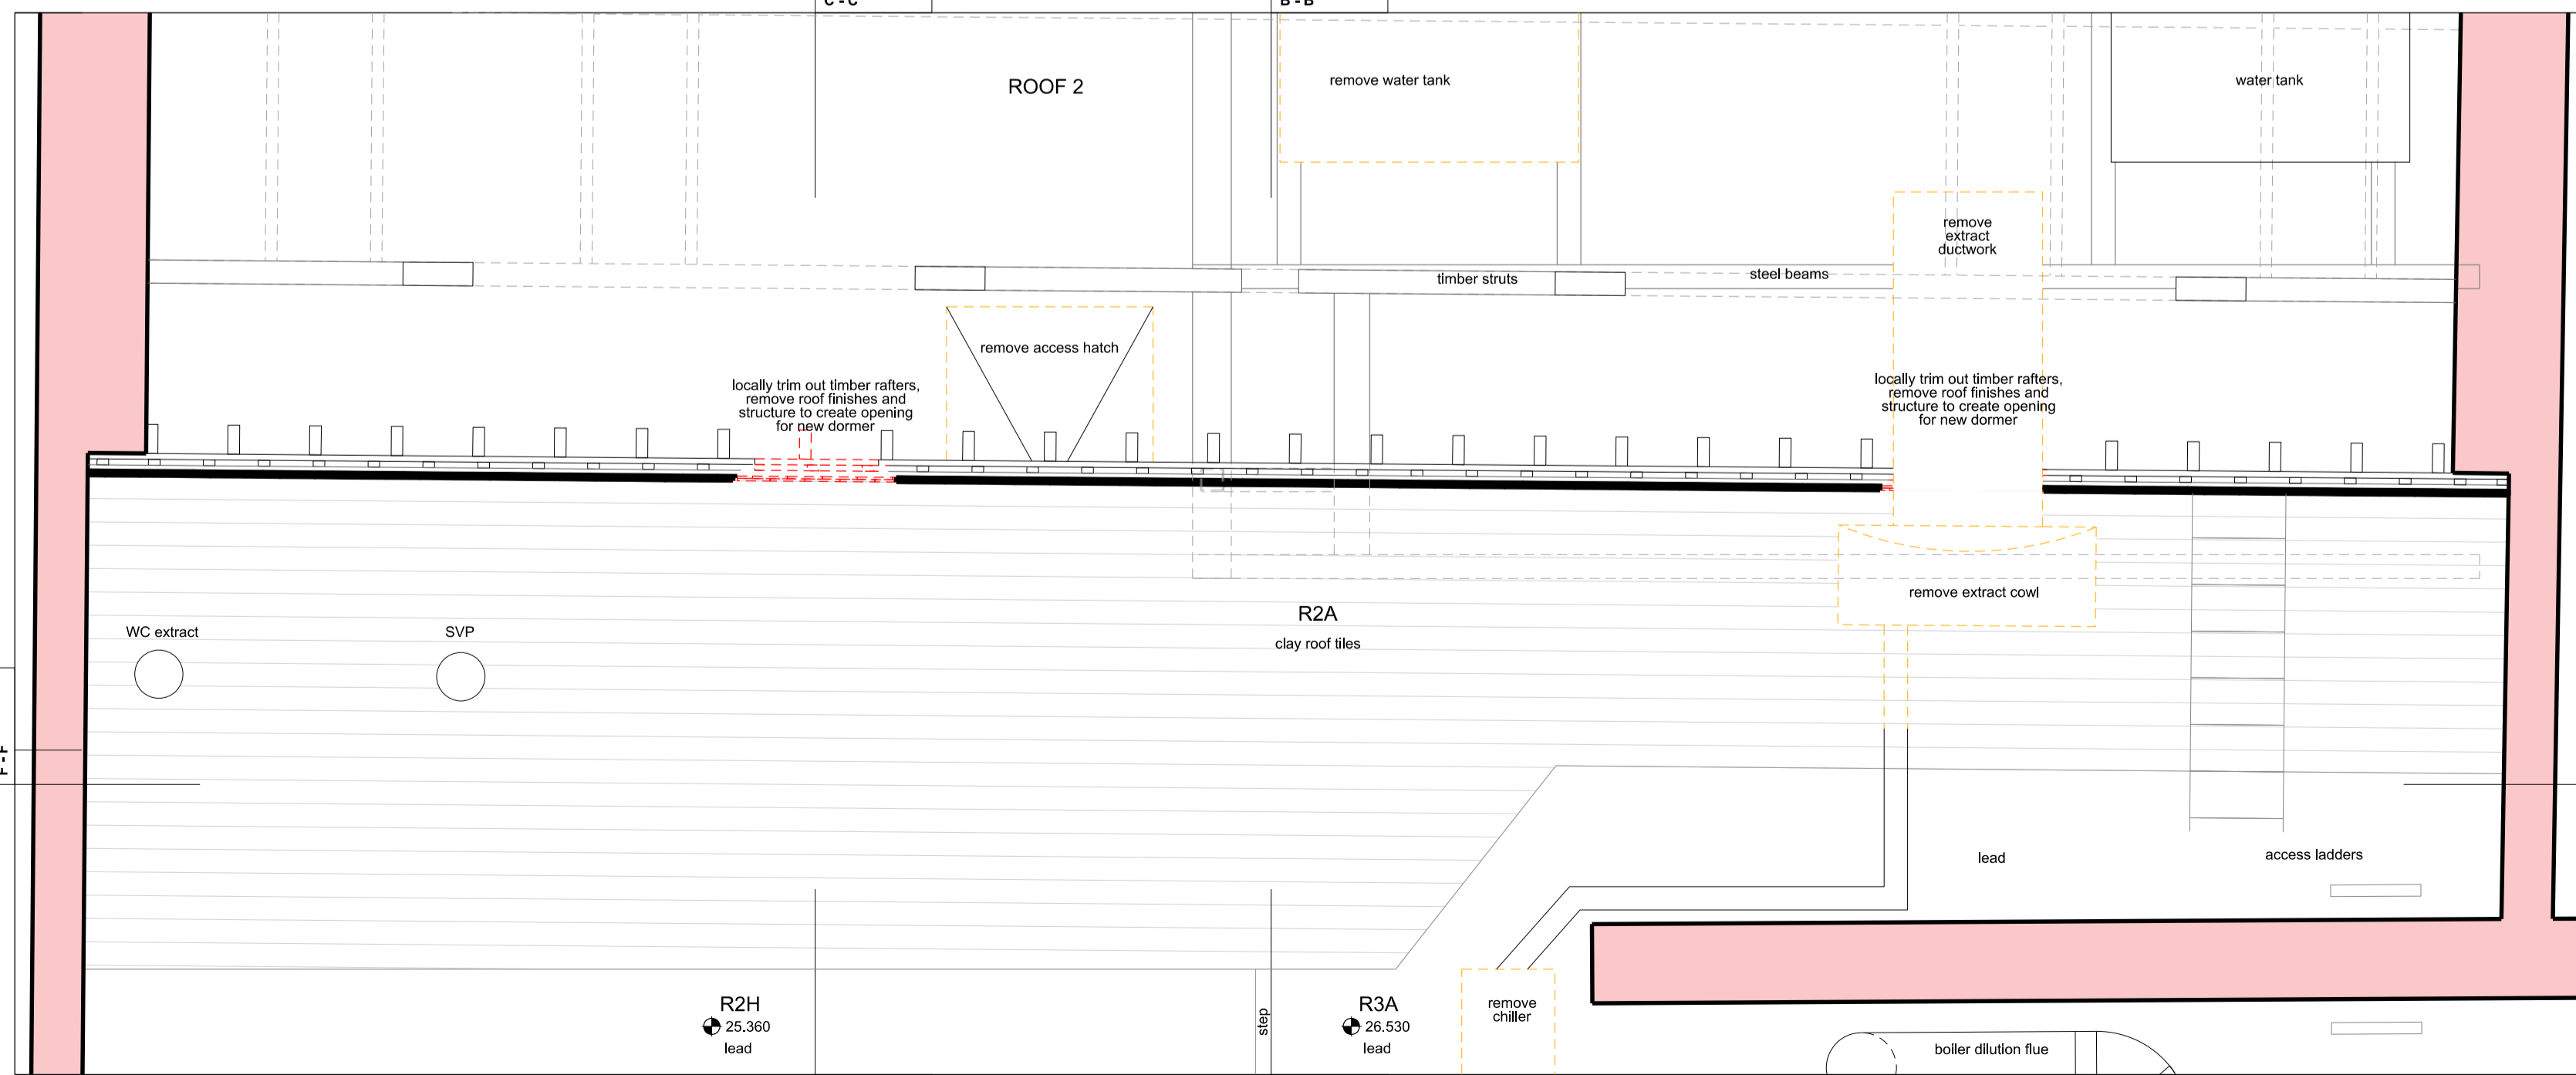 C - C
B - B
ROOF 2
remove water tank
water tank
remove
extract
ductwork
timber struts
steel beams
remove access hatch
locally trim out timber rafters,
remove roof finishes and
structure to create opening
for new dormer
locally trim out timber rafters,
remove roof finishes and
structure to create opening
for new dormer
remove extract cowl
R2A
clay roof tiles
WC extract
SVP
F - F
lead
access ladders
R2H
25.360
lead
step
R3A
26.530
lead
remove
chiller
boiler dilution flue